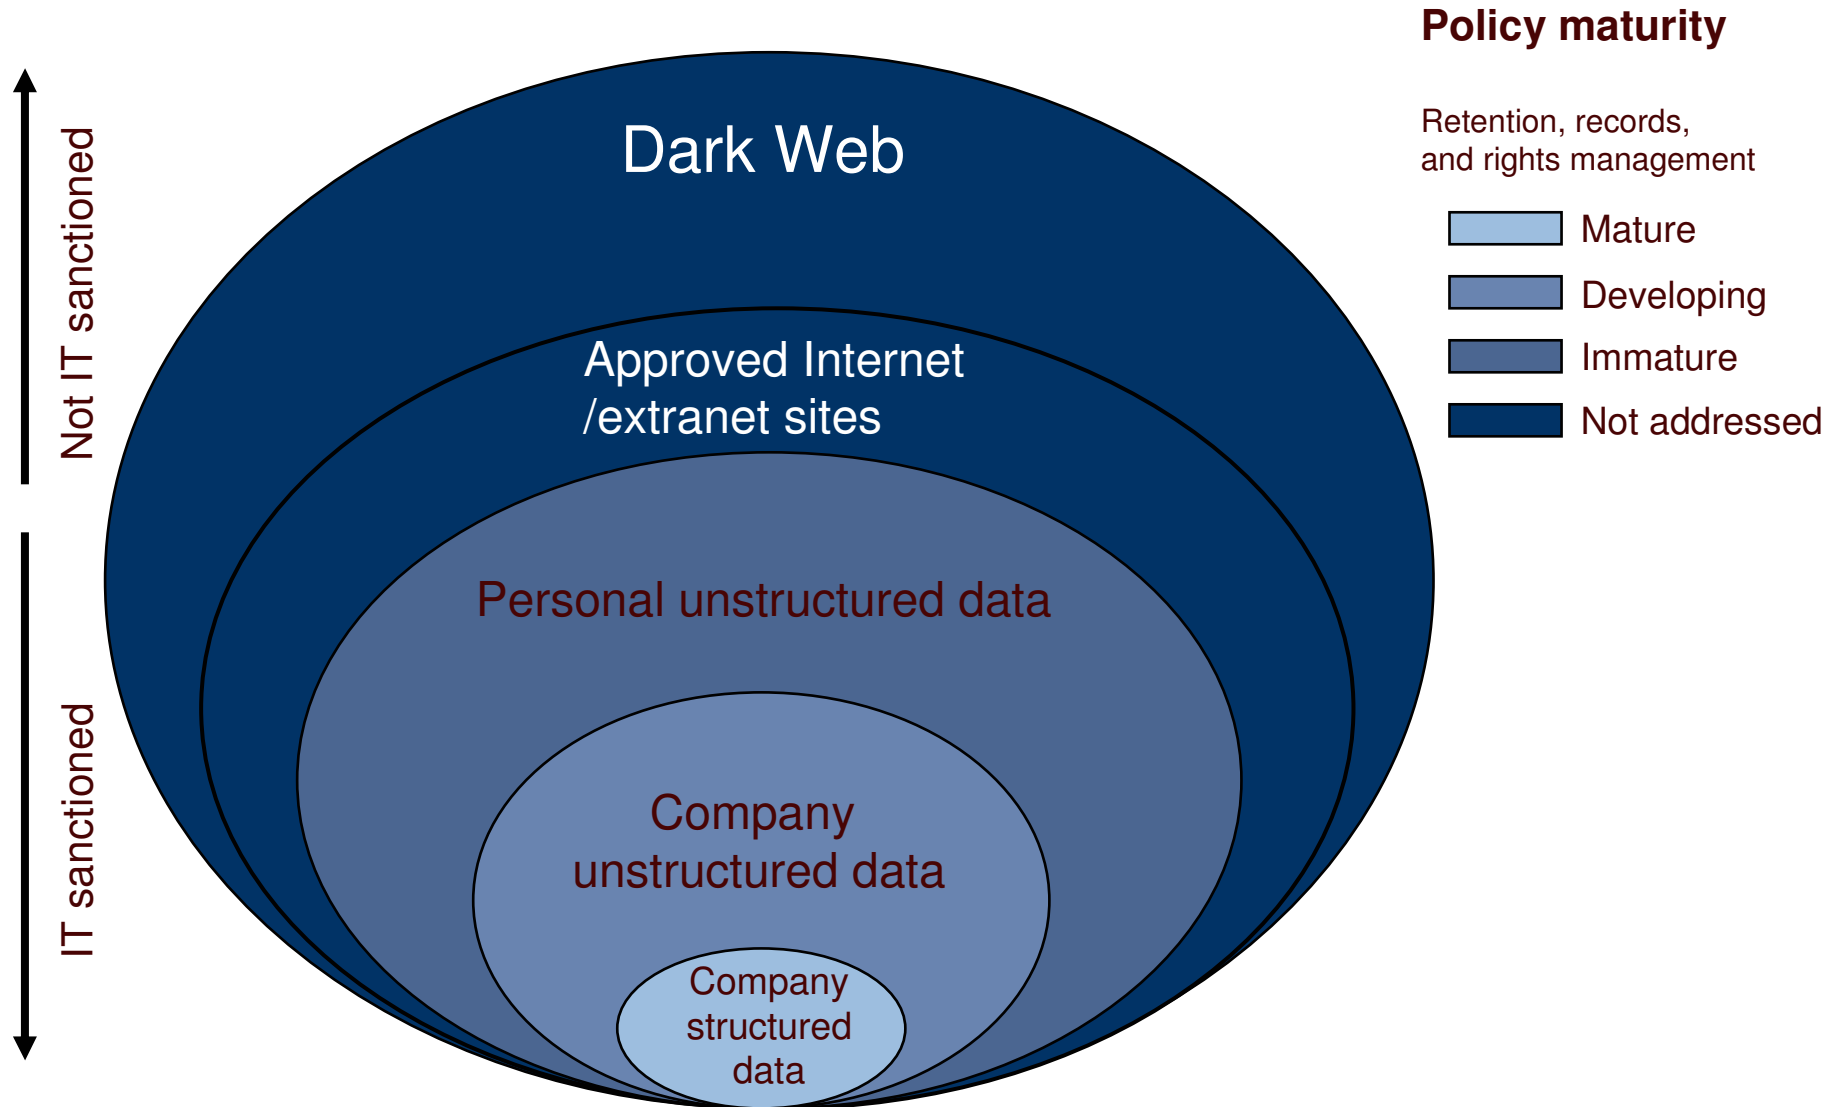 Policy maturity
Retention, records,
and rights management
Mature
Developing
Immature
Not addressed
Not IT sanctioned
IT sanctioned
Dark Web
Approved Internet
/extranet sites
Personal unstructured data
Company
unstructured data
Company
structured
data